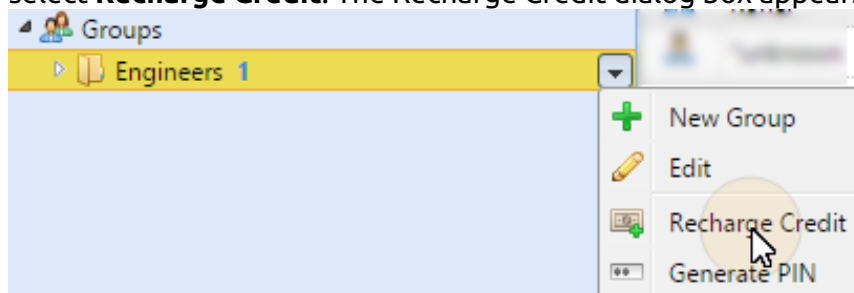 select Recharge Credit. The Recharge Credit dialog box appears
Groups
Engineers 1
New Group
Edit
Recharge Credit
Generate PIN